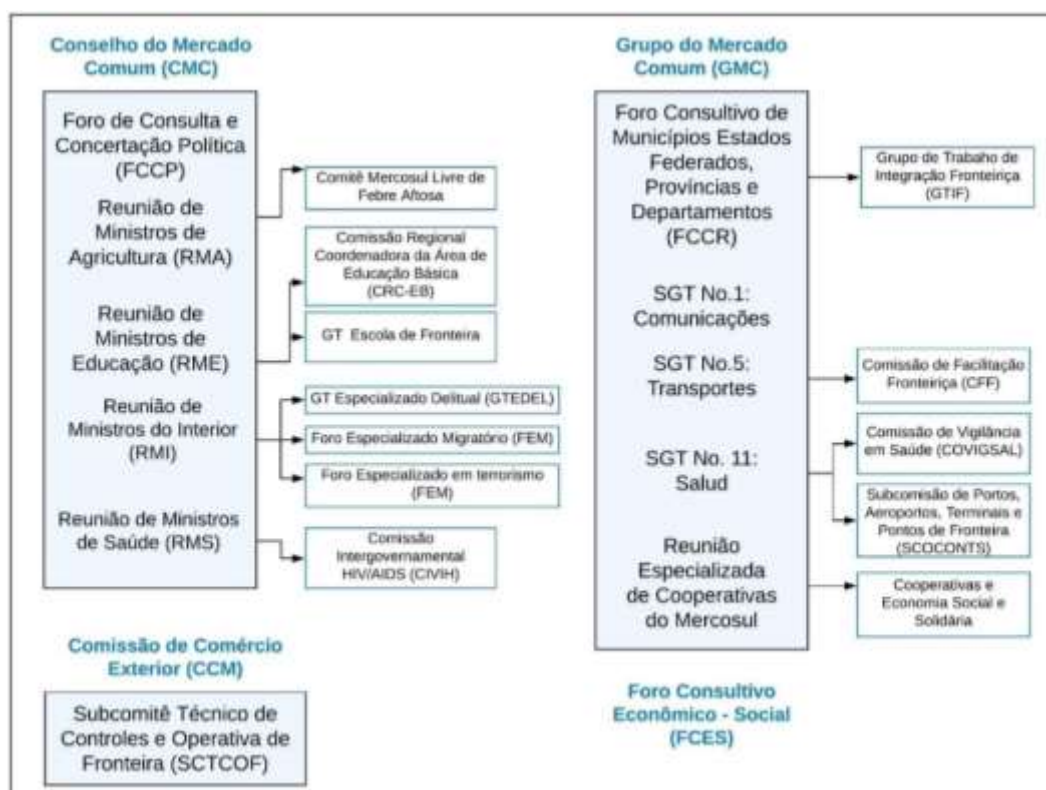 Conselho do Mercado
Comum (CMC)
Foro de Consulta e
Concertação Política
(FCCP)
Reunião de
Ministros de
Agricultura (RMA)
Reunião de
Ministros de
Educação (RME)
Reunião de
Ministros do Interior
(RMI)
Reunião de Ministros
de Saúde (RMS)
Comitê Mercosul Livre de
Febre Aftosa
Comissão Regional
Coordenadora da Área de
Educação Básica
(CRC-EB)
GT Escola de Fronteira
GT Especializado Delitual (GTEDEL)
Foro Especializado Migratório (FEM)
Foro Especializado em terrorismo
(FEM)
Comissão
Intergovernamental
HIV/AIDS (CIVIH)
Comissão de Comércio
Exterior (CCM)
Subcomitê Técnico de
Controles e Operativa de
Fronteira (SCTCOF)
Grupo do Mercado
Comum (GMC)
Foro Consultivo de
Municípios Estados
Federados,
Províncias e
Departamentos
(FCCR)
SGT No.1:
Comunicações
SGT No.5:
Transportes
SGT No. 11:
Salud
Reunião
Especializada
de Cooperativas
do Mercosul
Grupo de Trabaho de
Integração Fronteiriça
(GTIF)
Comissão de Facilitação
Fronteiriça (CFF)
Comissão de Vigilância
em Saúde (COVIGSAL)
Subcomisão de Portos,
Aeroportos, Terminais e
Pontos de Fronteira
(SCOCONTS)
Cooperativas e
Economia Social e
Solidária
Foro Consultivo
Econômico - Social
(FCES)